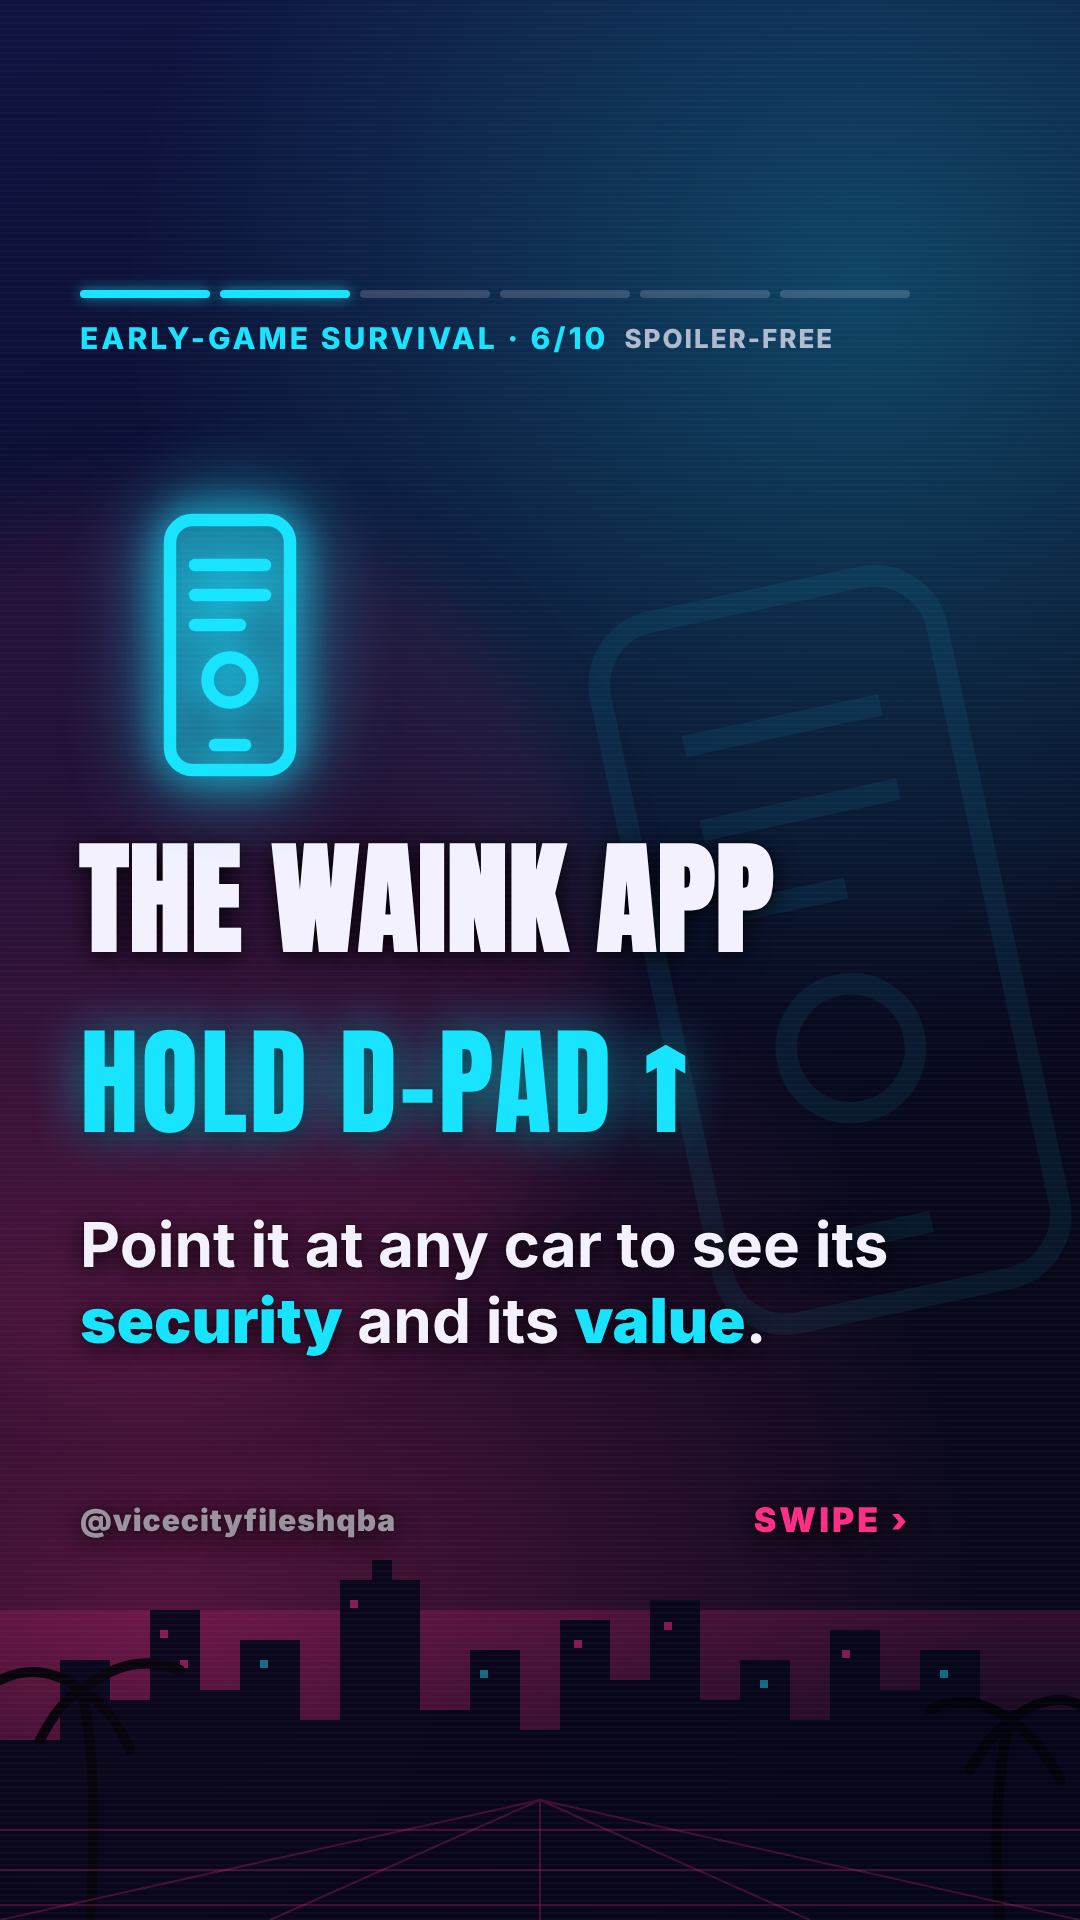 EARLY-GAME SURVIVAL · 6/10 SPOILER-FREE
THE WAINK APP
HOLD D-PAD ↑
Point it at any car to see its
security and its value.
@vicecityfileshqba
SWIPE ›